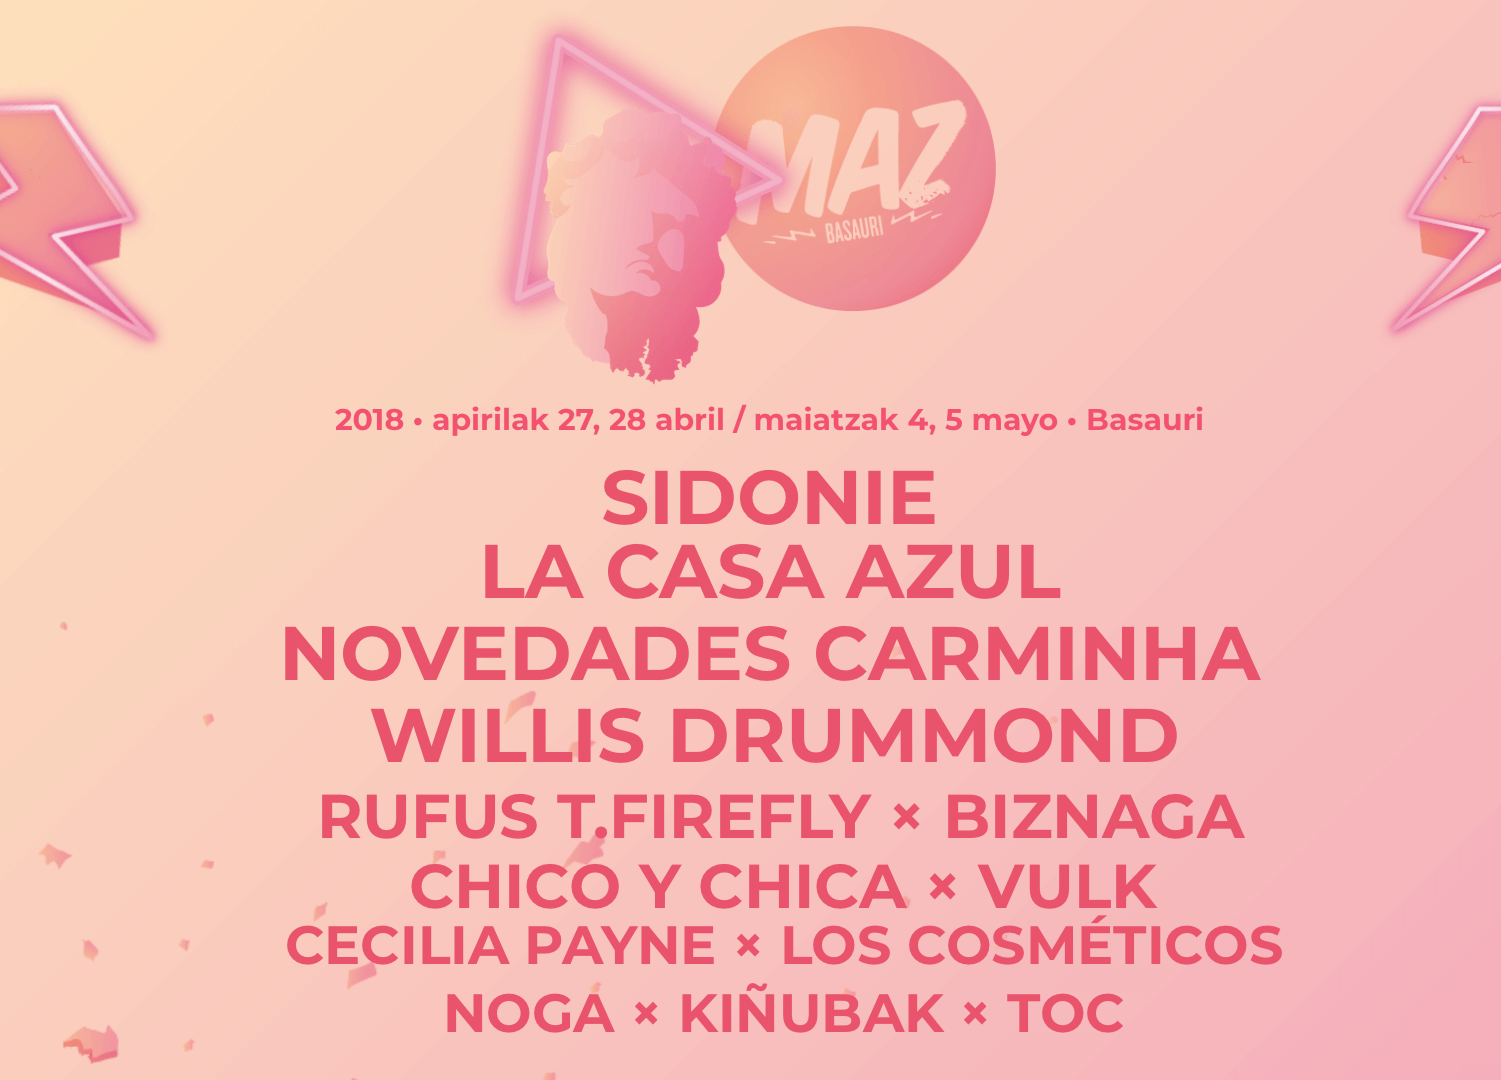 MAZ
BASAURI
2018 • apirilak 27, 28 abril / maiatzak 4, 5 mayo • Basauri
SIDONIE
LA CASA AZUL
NOVEDADES CARMINHA
WILLIS DRUMMOND
RUFUS T.FIREFLY × BIZNAGA
CHICO Y CHICA × VULK
CECILIA PAYNE × LOS COSMÉTICOS
NOGA × KIÑUBAK × TOC